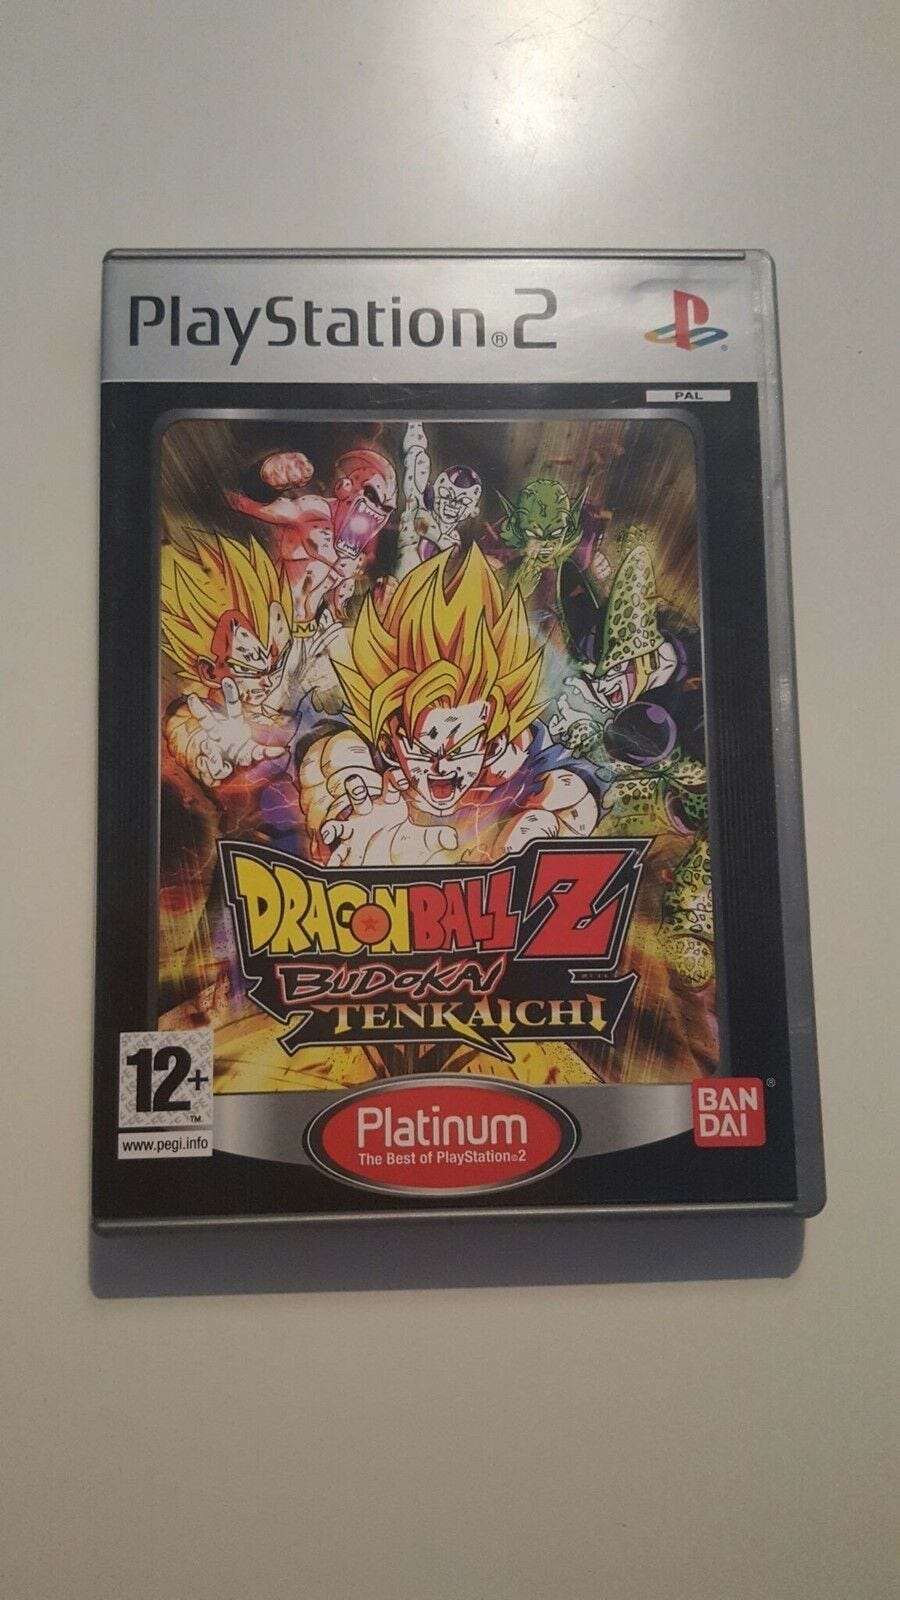 PlayStation®2
®
PAL
DRAGON BALL Z
BUDOKAI
TENKAICHI
12+
TM
www.pegi.info
Platinum
The Best of PlayStation®2
BAN
DAI
®